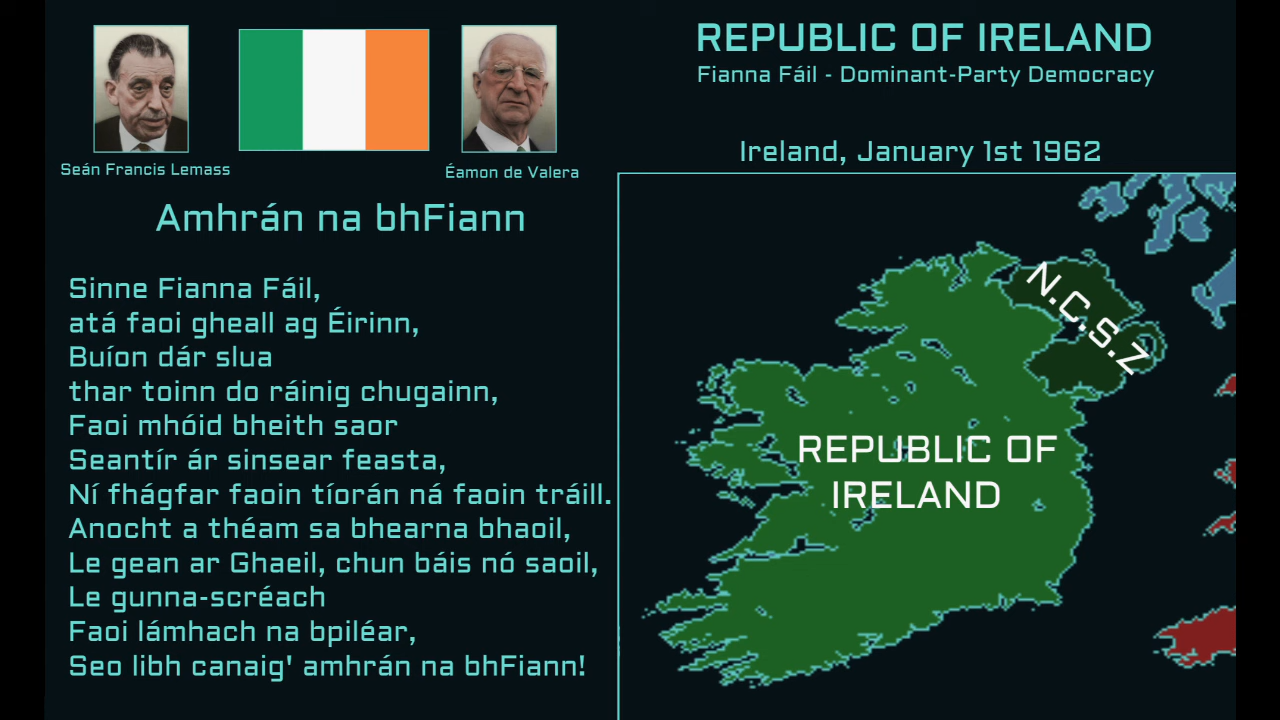 Seán Francis Lemass
Éamon de Valera
Amhrán na bhFiann
Sinne Fianna Fáil,
atá faoi gheall ag Éirinn,
Buíon dár slua
thar toinn do ráinig chugainn,
Faoi mhóid bheith saor
Seantír ár sinsear feasta,
Ní fhágfar faoin tíorán ná faoin tráill.
Anocht a théam sa bhearna bhaoil,
Le gean ar Ghaeil, chun báis nó saoil,
Le gunna-scréach
Faoi lámhach na bpiléar,
Seo libh canaig' amhrán na bhFiann!
REPUBLIC OF IRELAND
Fianna Fáil - Dominant-Party Democracy
Ireland, January 1st 1962
N.C.S.Z
REPUBLIC OF
IRELAND